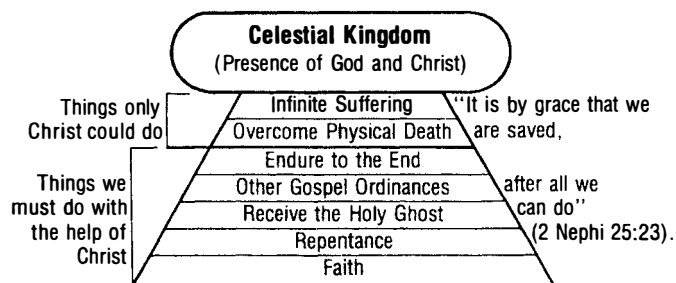 Celestial Kingdom
(Presence of God and Christ)
Things only
Christ could do
Infinite Suffering
Overcome Physical Death
"It is by grace that we
are saved,
Things we
must do with
the help of
Christ
Endure to the End
Other Gospel Ordinances
Receive the Holy Ghost
Repentance
Faith
after all we
can do"
(2 Nephi 25:23).